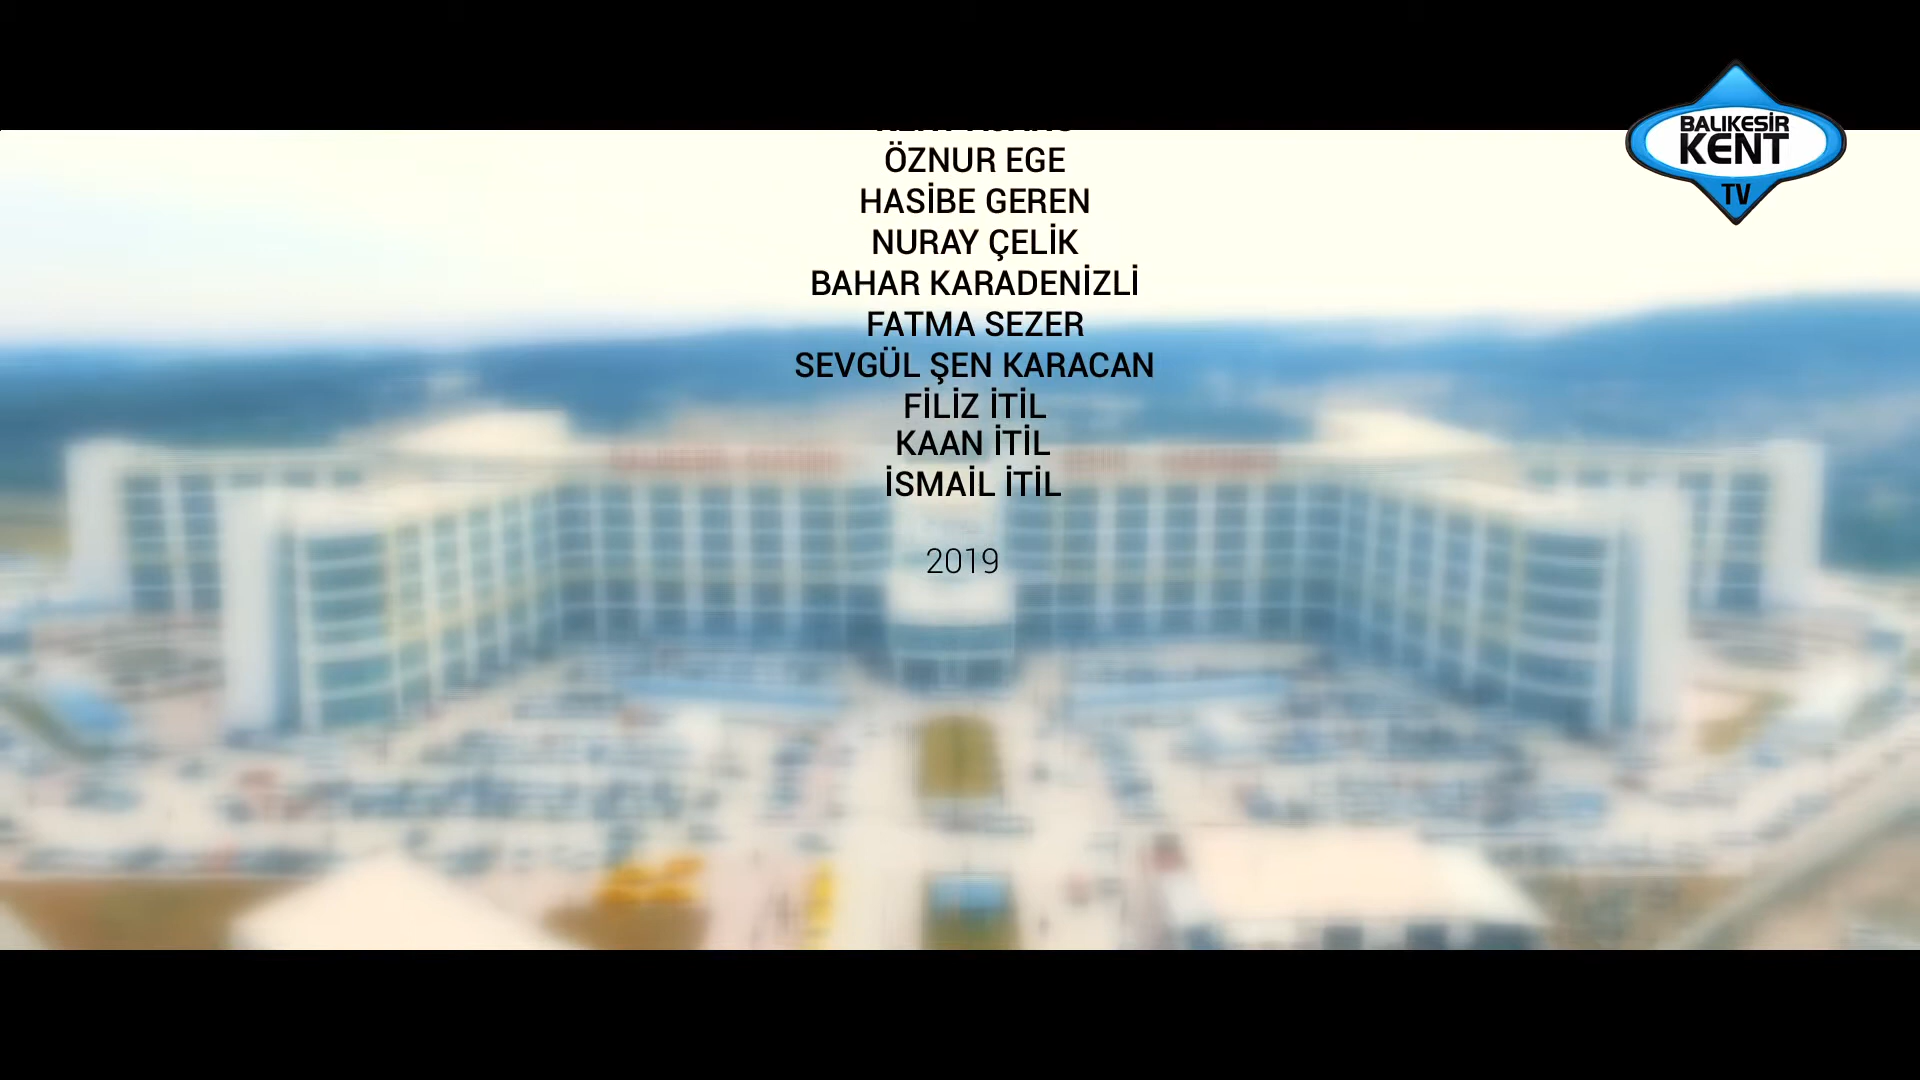 ÖZNUR EGE
HASİBE GEREN
NURAY ÇELİK
BAHAR KARADENİZLİ
FATMA SEZER
SEVGÜL ŞEN KARACAN
FİLİZ İTİL
KAAN İTİL
İSMAİL İTİL
2019
BALIKESİR
KENT
TV